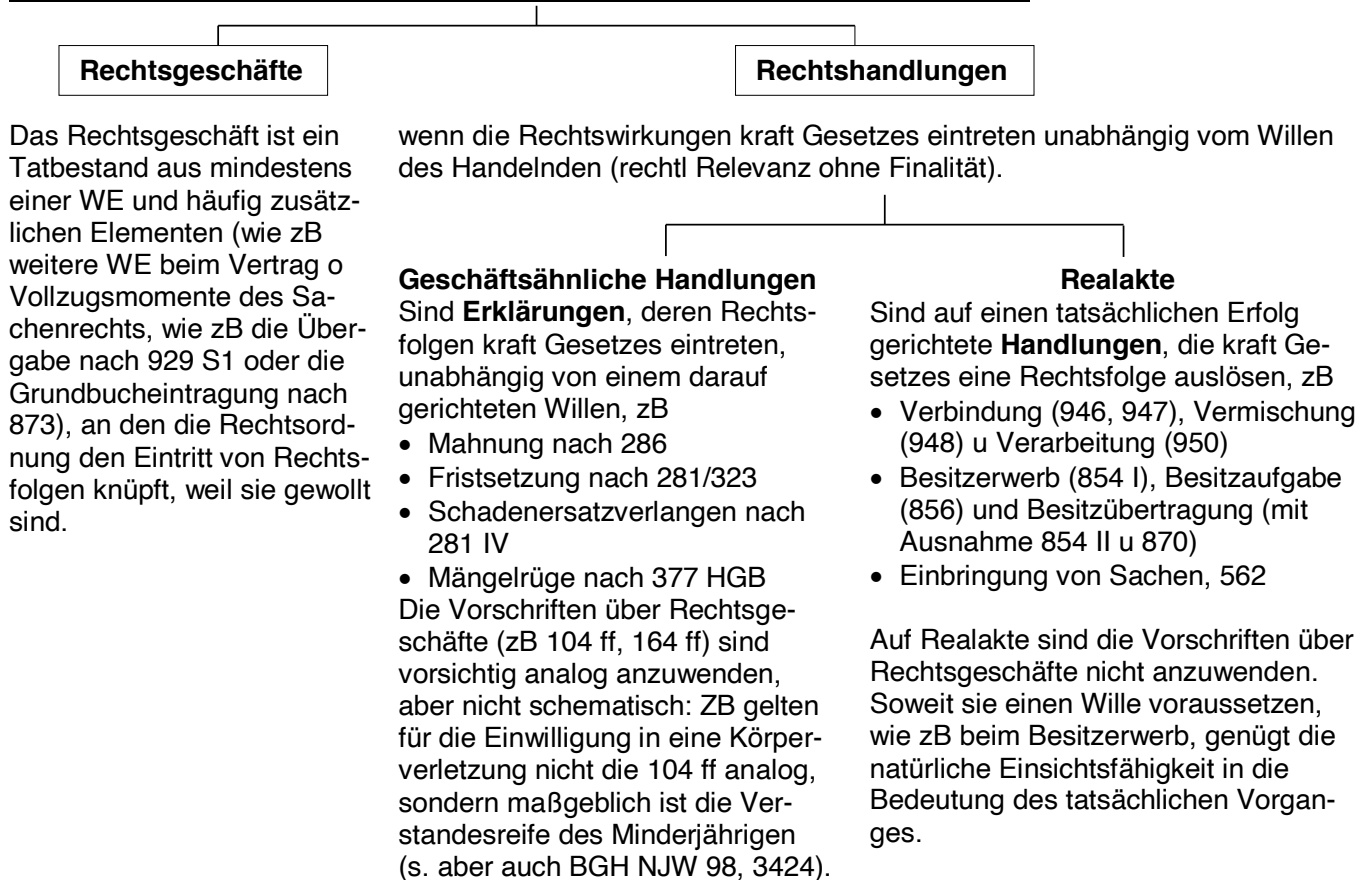 Rechtsgeschäfte
Rechtshandlungen
Das Rechtsgeschäft ist ein
Tatbestand aus mindestens
einer WE und häufig zusätz-
lichen Elementen (wie zB
weitere WE beim Vertrag o
Vollzugsmomente des Sa-
chenrechts, wie zB die Über-
gabe nach 929 S1 oder die
Grundbucheintragung nach
873), an den die Rechtsord-
nung den Eintritt von Rechts-
folgen knüpft, weil sie gewollt
sind.
wenn die Rechtswirkungen kraft Gesetzes eintreten unabhängig vom Willen
des Handelnden (rechtl Relevanz ohne Finalität).
Geschäftsähnliche Handlungen
Sind Erklärungen, deren Rechts-
folgen kraft Gesetzes eintreten,
unabhängig von einem darauf
gerichteten Willen, zB
• Mahnung nach 286
• Fristsetzung nach 281/323
• Schadenersatzverlangen nach
281 IV
• Mängelrüge nach 377 HGB
Die Vorschriften über Rechtsge-
schäfte (zB 104 ff, 164 ff) sind
vorsichtig analog anzuwenden,
aber nicht schematisch: ZB gelten
für die Einwilligung in eine Körper-
verletzung nicht die 104 ff analog,
sondern maßgeblich ist die Ver-
standesreife des Minderjährigen
(s. aber auch BGH NJW 98, 3424).
Realakte
Sind auf einen tatsächlichen Erfolg
gerichtete Handlungen, die kraft Ge-
setzes eine Rechtsfolge auslösen, zB
• Verbindung (946, 947), Vermischung
(948) u Verarbeitung (950)
• Besitzerwerb (854 I), Besitzaufgabe
(856) und Besitzübertragung (mit
Ausnahme 854 II u 870)
• Einbringung von Sachen, 562
Auf Realakte sind die Vorschriften über
Rechtsgeschäfte nicht anzuwenden.
Soweit sie einen Wille voraussetzen,
wie zB beim Besitzerwerb, genügt die
natürliche Einsichtsfähigkeit in die
Bedeutung des tatsächlichen Vorgan-
ges.